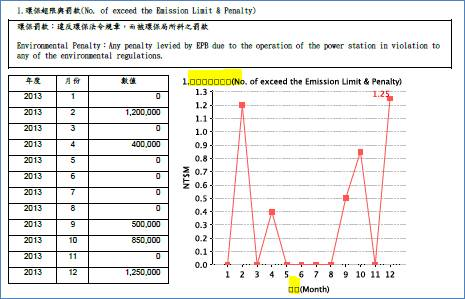 1.環保超限與罰款(No. of exceed the Emission Limit & Penalty)
環保罰款：違反環保法令規章，而被環保局所科之罰款
Environmental Penalty：Any penalty levied by EPB due to the operation of the power station in violation to
any of the environmental regulations.
年度 月份 數值
2013 1 0
2013 2 1,200,000
2013 3 0
2013 4 400,000
2013 5 0
2013 6 0
2013 7 0
2013 8 0
2013 9 500,000
2013 10 850,000
2013 11 0
2013 12 1,250,000
1.□□□□□□□(No. of exceed the Emission Limit & Penalty)
1.25
1.3
1.2
1.1
1.0
0.9
0.8
0.7
0.6
0.5
0.4
0.3
0.2
0.1
0.0
NT$M
1 2 3 4 5 6 7 8 9 10 11 12
□□(Month)